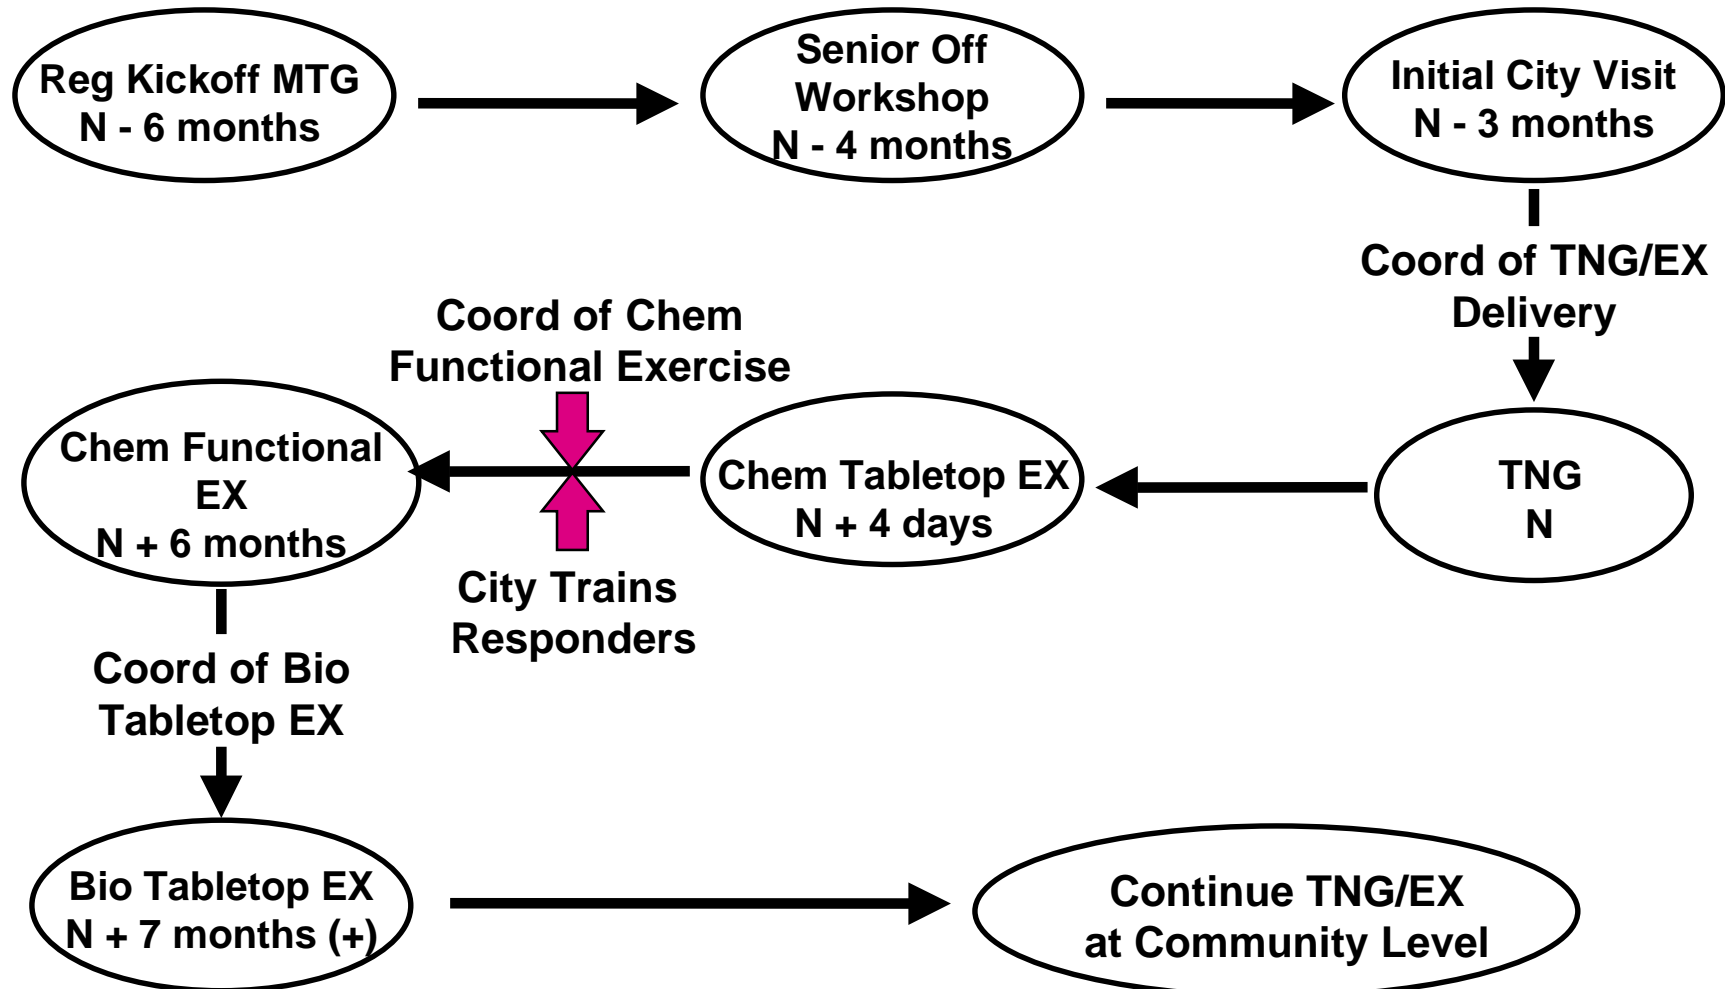 Reg Kickoff MTG
N - 6 months
Senior Off
Workshop
N - 4 months
Initial City Visit
N - 3 months
Coord of TNG/EX
Delivery
TNG
N
Chem Tabletop EX
N + 4 days
Coord of Chem
Functional Exercise
City Trains
Responders
Chem Functional
EX
N + 6 months
Coord of Bio
Tabletop EX
Bio Tabletop EX
N + 7 months (+)
Continue TNG/EX
at Community Level